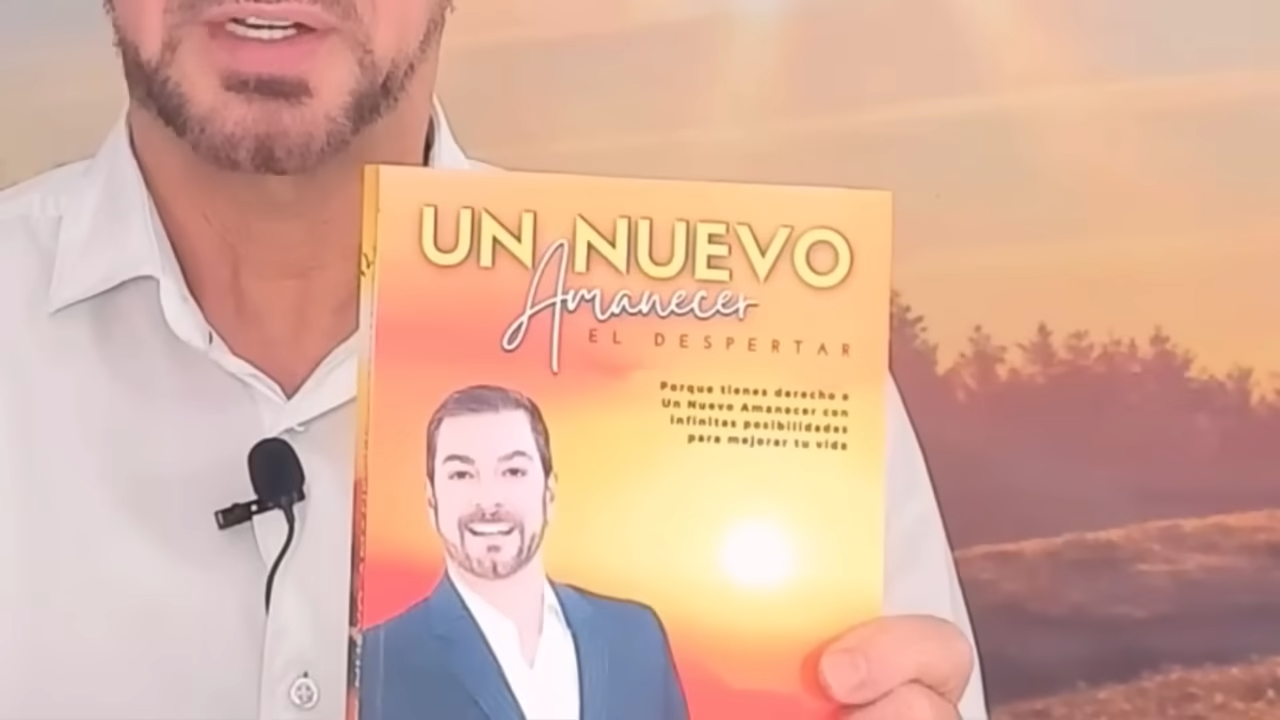 UN NUEVO
Amanecer
EL DESPERTAR
Porque tienes derecho a
Un Nuevo Amanecer con
infinitas posibilidades
para mejorar tu vida